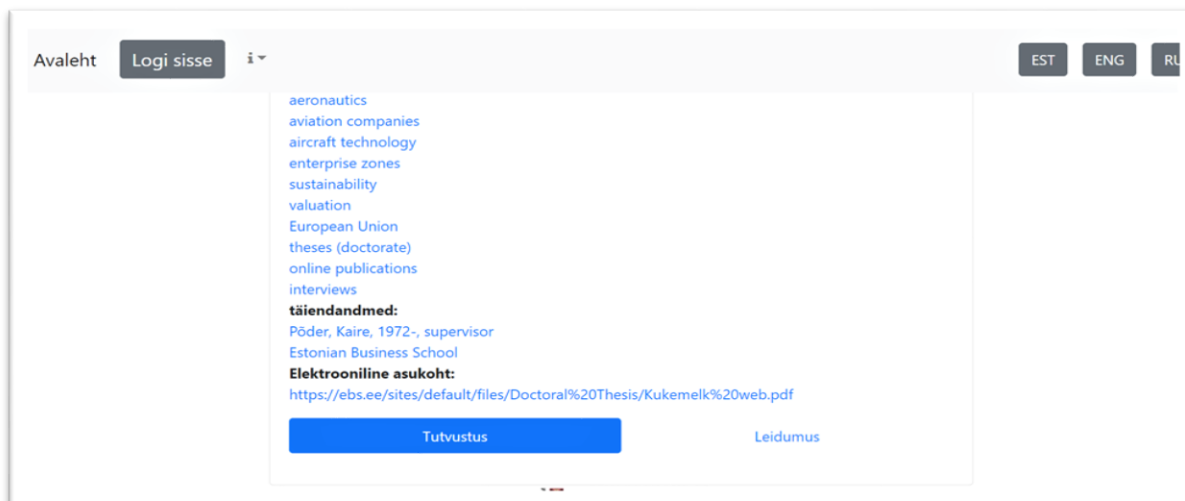 Avaleht Logi sisse i EST ENG RU
aeronautics
aviation companies
aircraft technology
enterprise zones
sustainability
valuation
European Union
theses (doctorate)
online publications
interviews
täiendandmed:
Põder, Kaire, 1972-, supervisor
Estonian Business School
Elektrooniline asukoht:
https://ebs.ee/sites/default/files/Doctoral%20Thesis/Kukemelk%20web.pdf
Tutvustus Leidumus